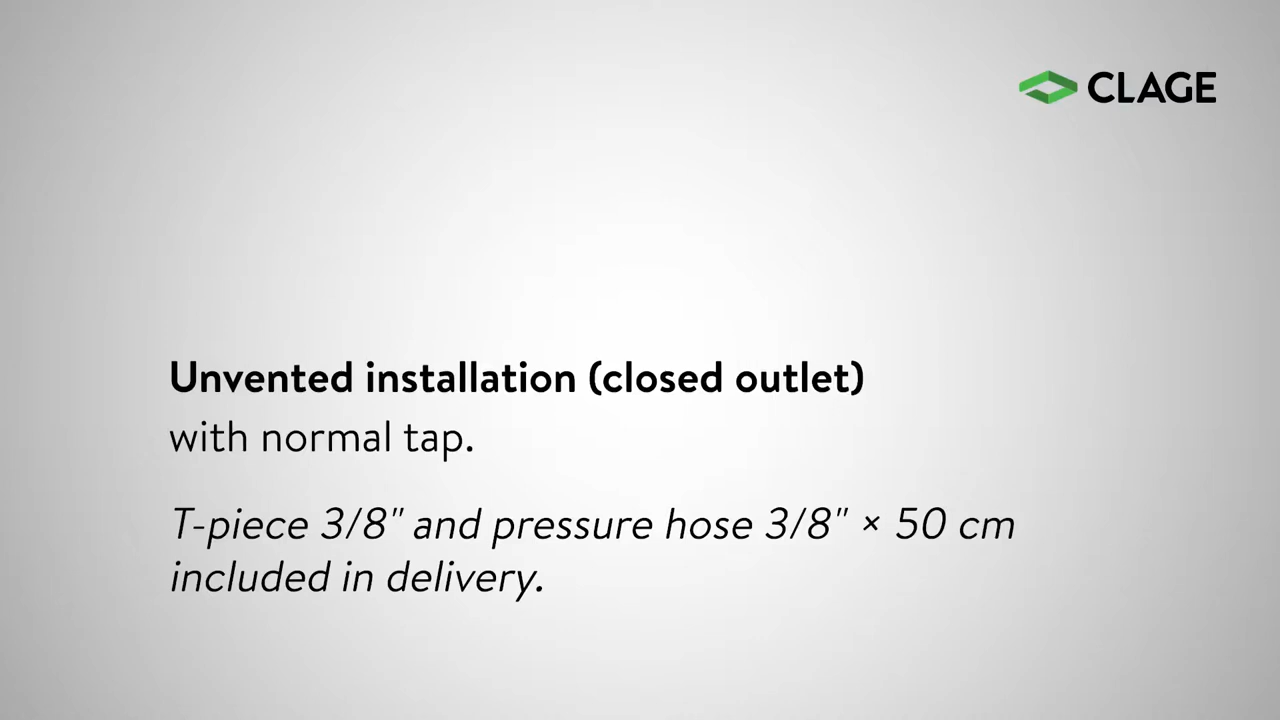 CLAGE
Unvented installation (closed outlet)
with normal tap.
T-piece 3/8" and pressure hose 3/8" × 50 cm
included in delivery.